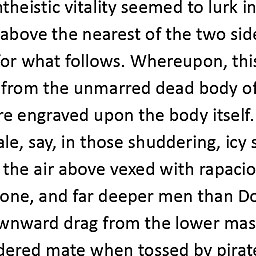 ntheistic vitality seemed to lurk in
above the nearest of the two side
for what follows. Whereupon, this
from the unmarred dead body of
re engraved upon the body itself.
ale, say, in those shuddering, icy s
the air above vexed with rapacio
one, and far deeper men than Do
wnward drag from the lower mas
dered mate when tossed by pirate